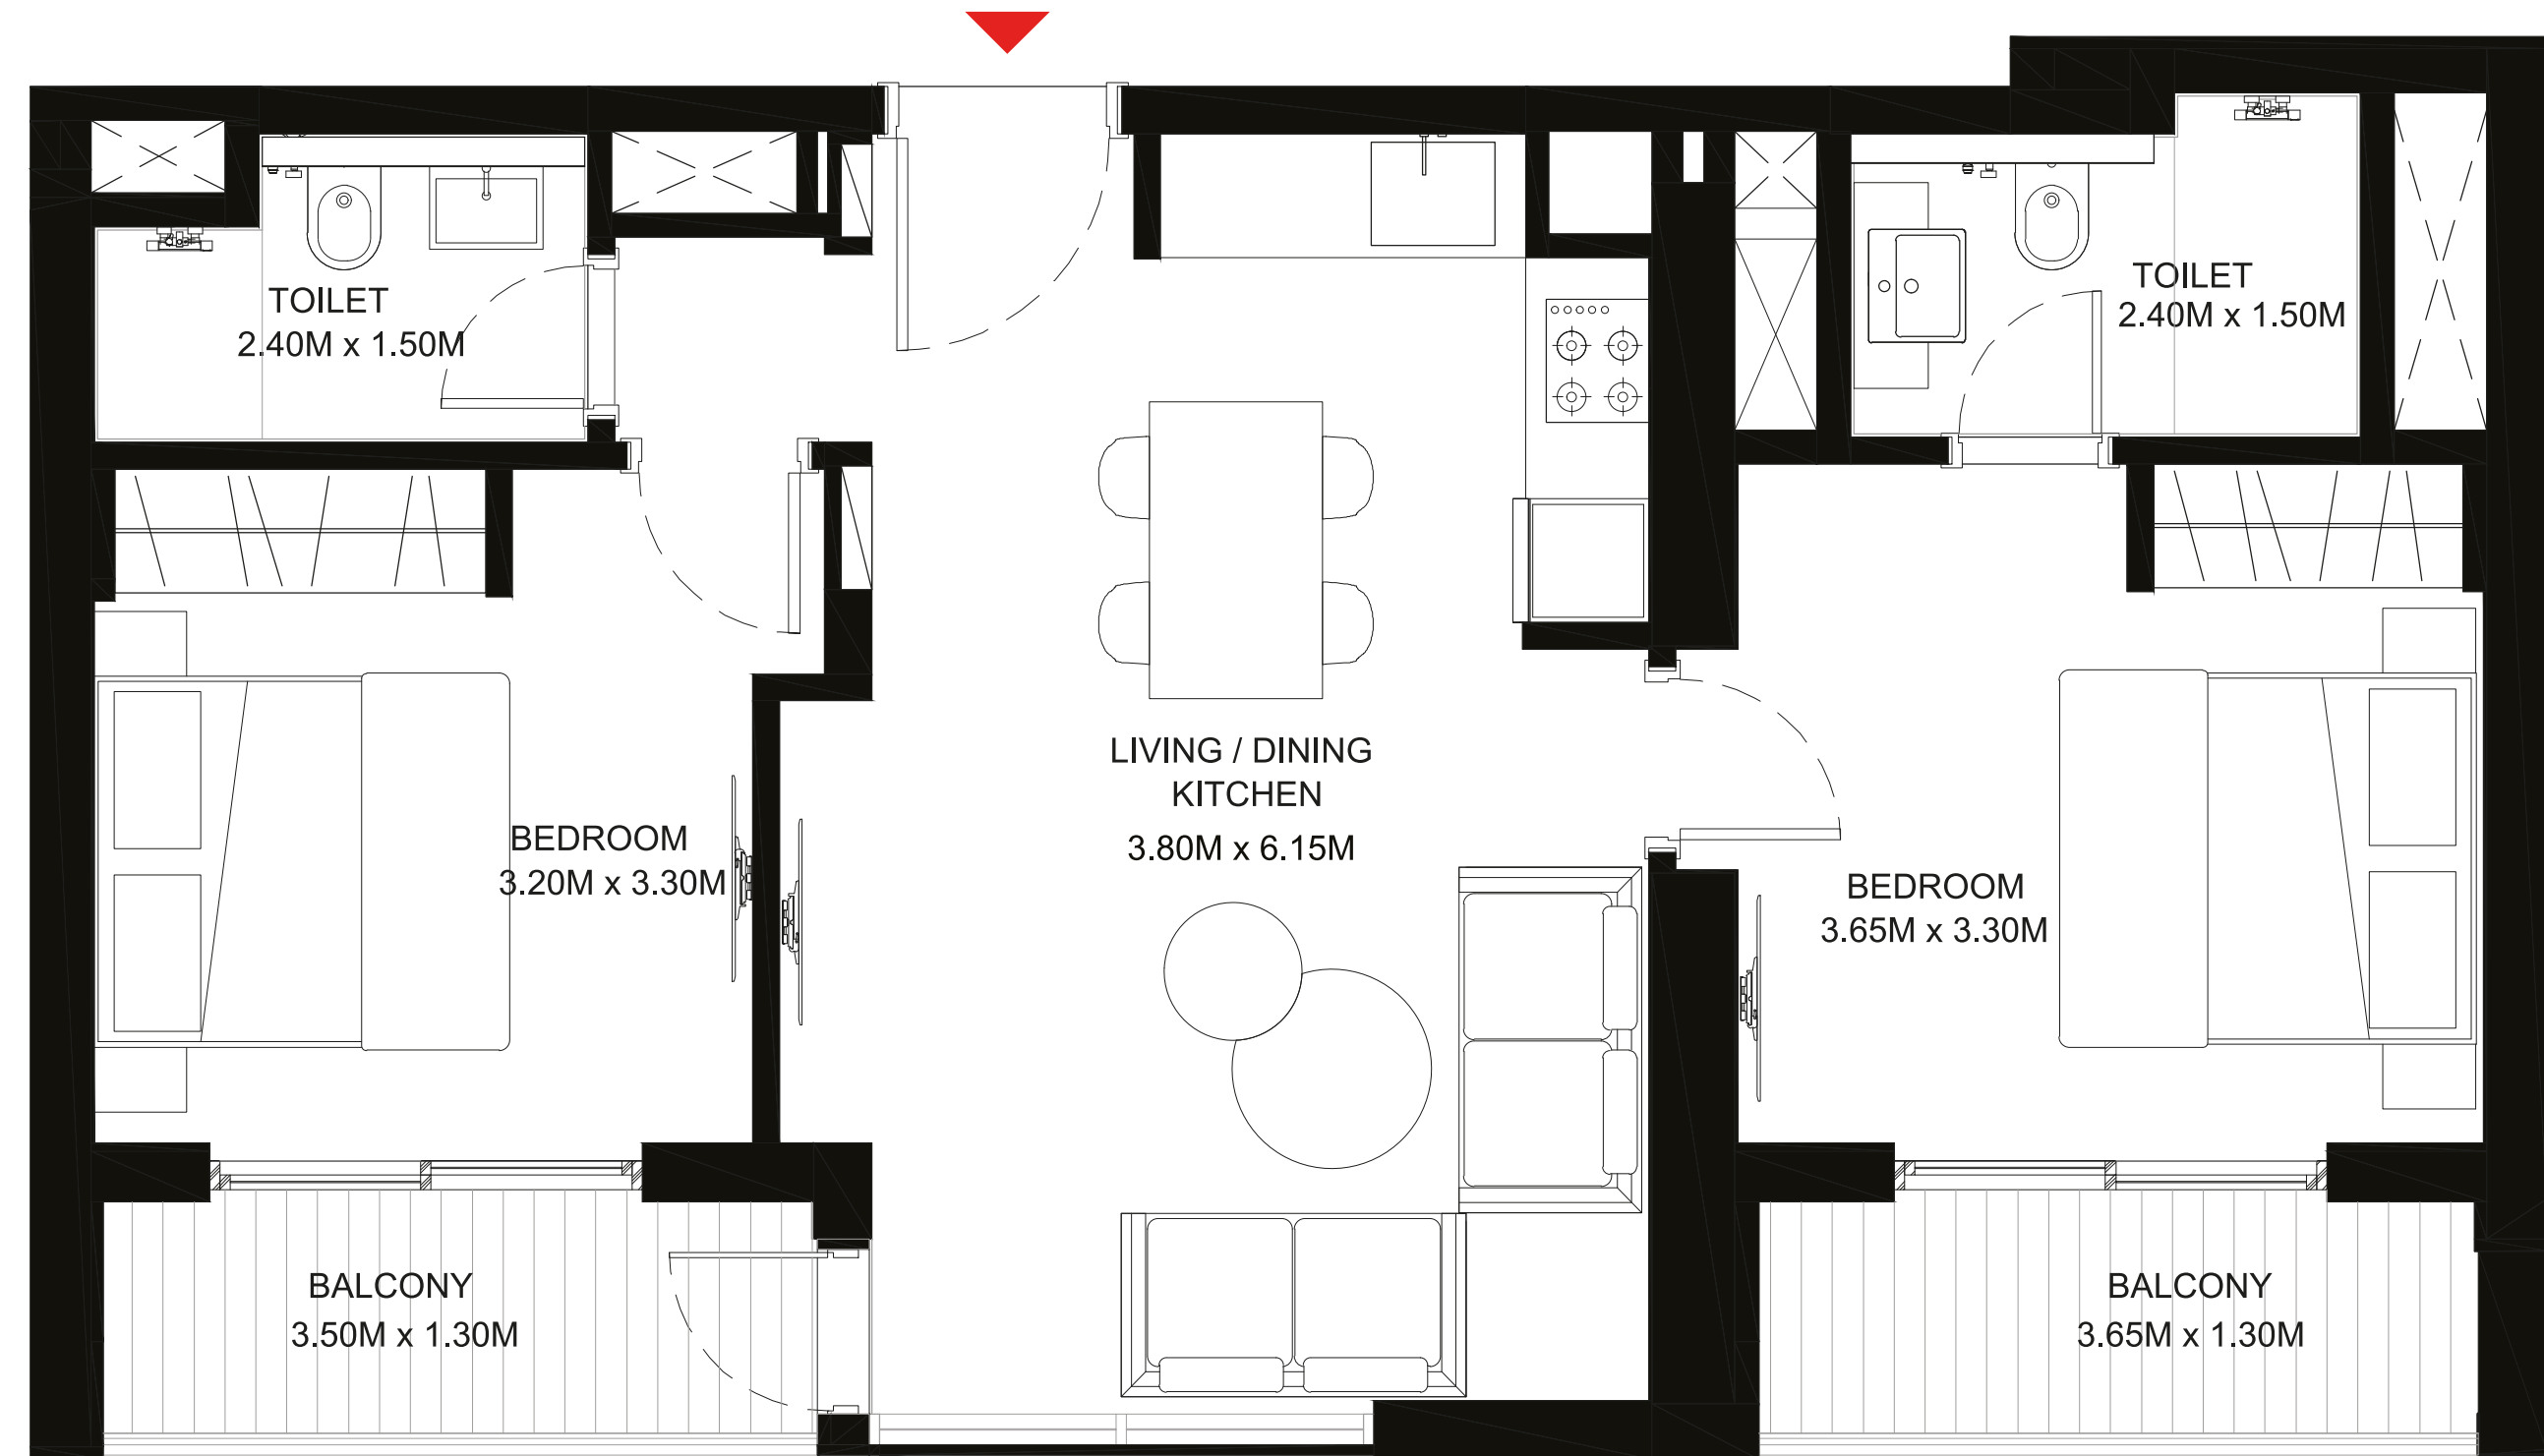 TOILET
2.40M x 1.50M
TOILET
2.40M x 1.50M
LIVING / DINING
KITCHEN
3.80M x 6.15M
BEDROOM
3.20M x 3.30M
BEDROOM
3.65M x 3.30M
BALCONY
3.50M x 1.30M
BALCONY
3.65M x 1.30M